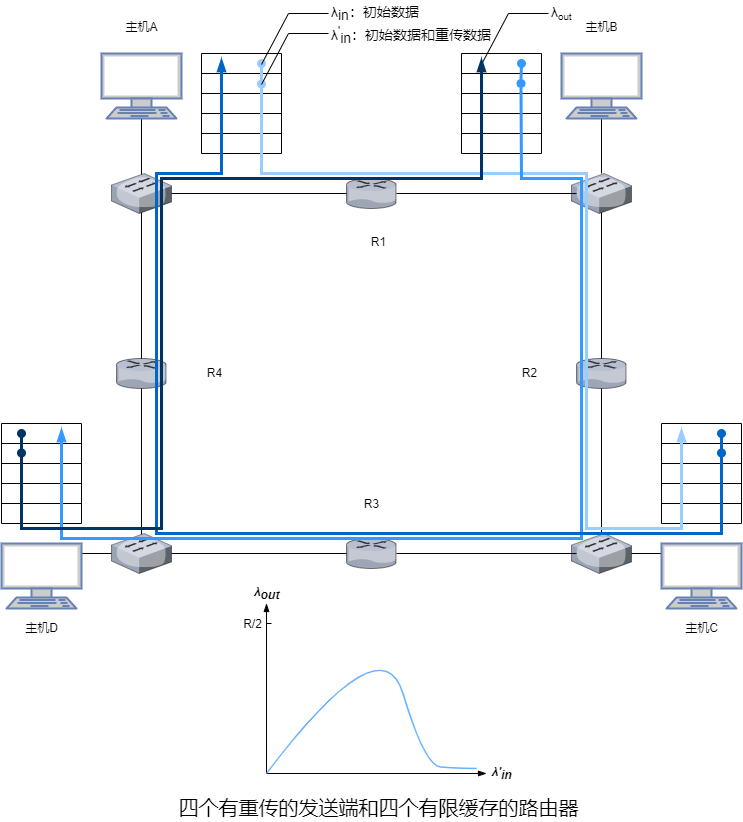 λin：初始数据
λout
主机A
λ'in：初始数据和重传数据
主机B
R1
R4
R2
R3
λout
R/2
主机D
主机C
λ'in
四个有重传的发送端和四个有限缓存的路由器